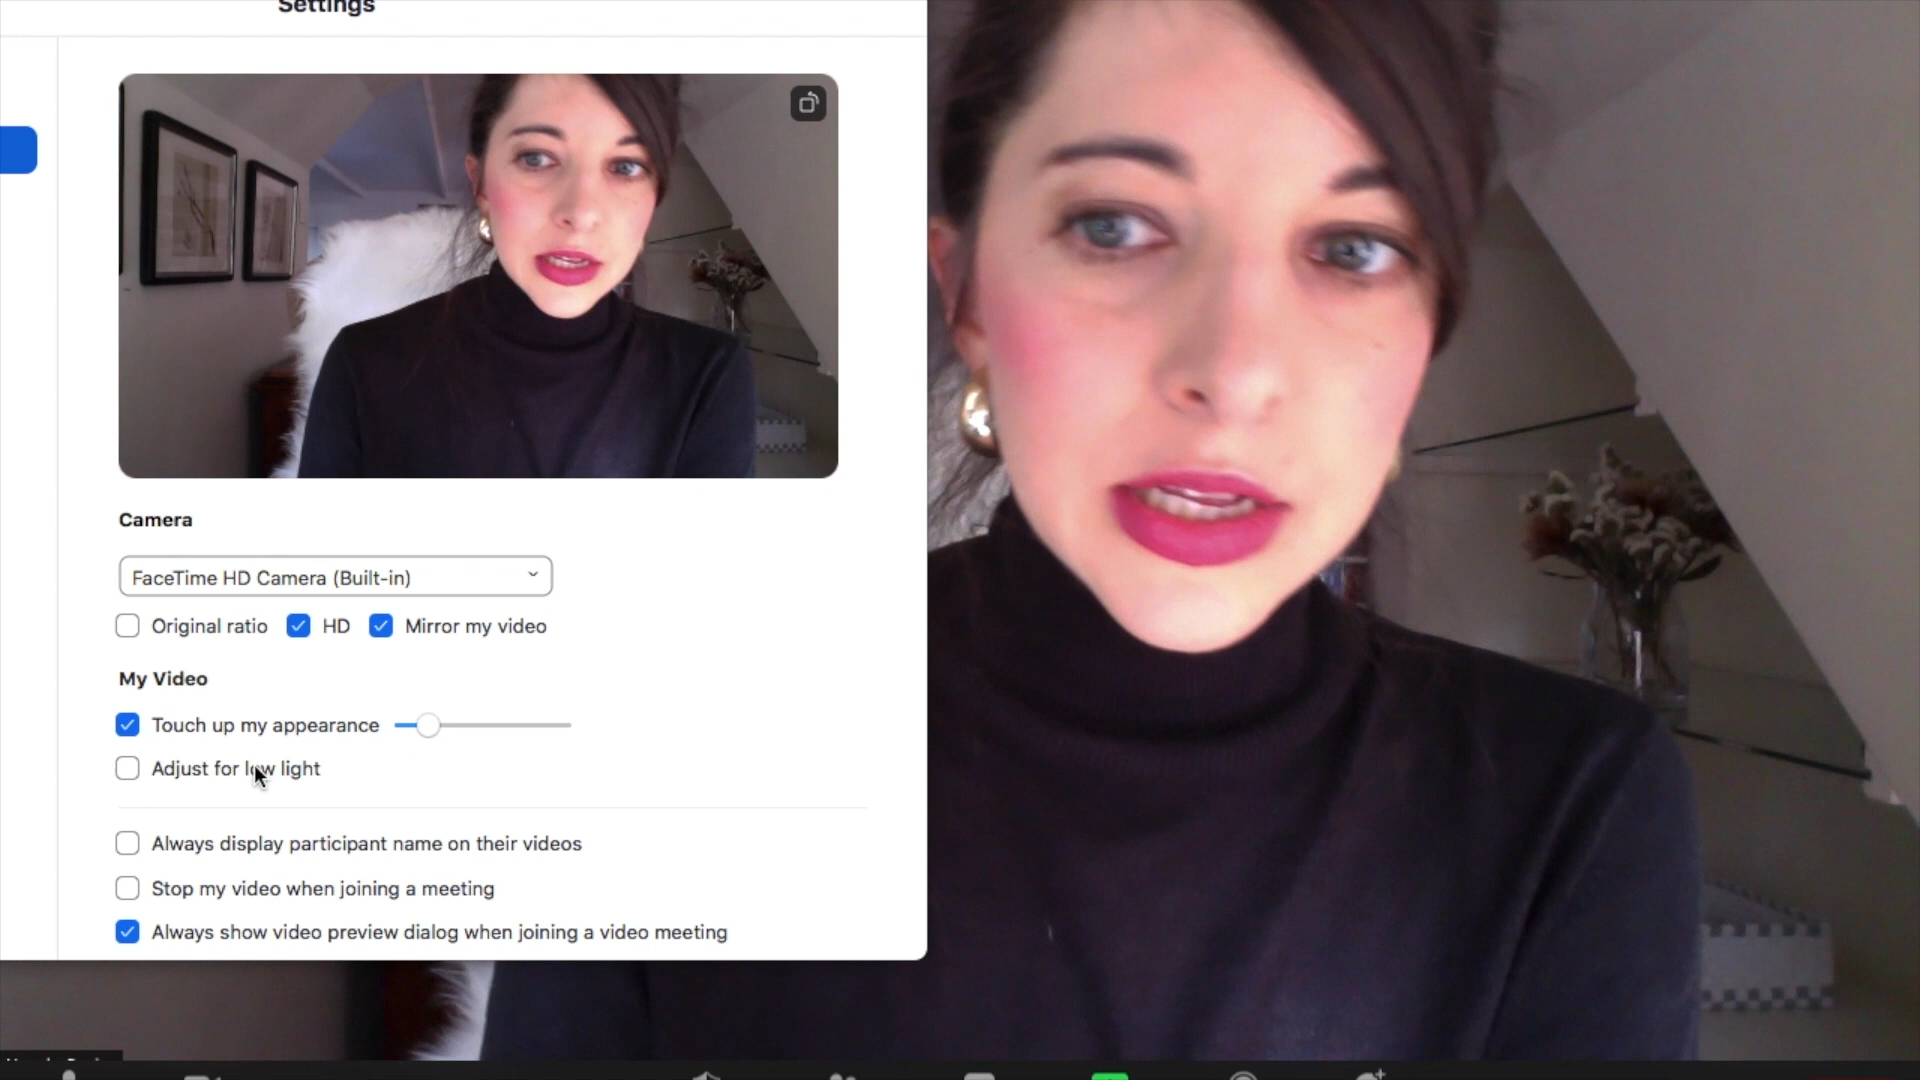 Settings
Camera
FaceTime HD Camera (Built-in)
Original ratio HD Mirror my video
My Video
Touch up my appearance
Adjust for low light
Always display participant name on their videos
Stop my video when joining a meeting
Always show video preview dialog when joining a video meeting